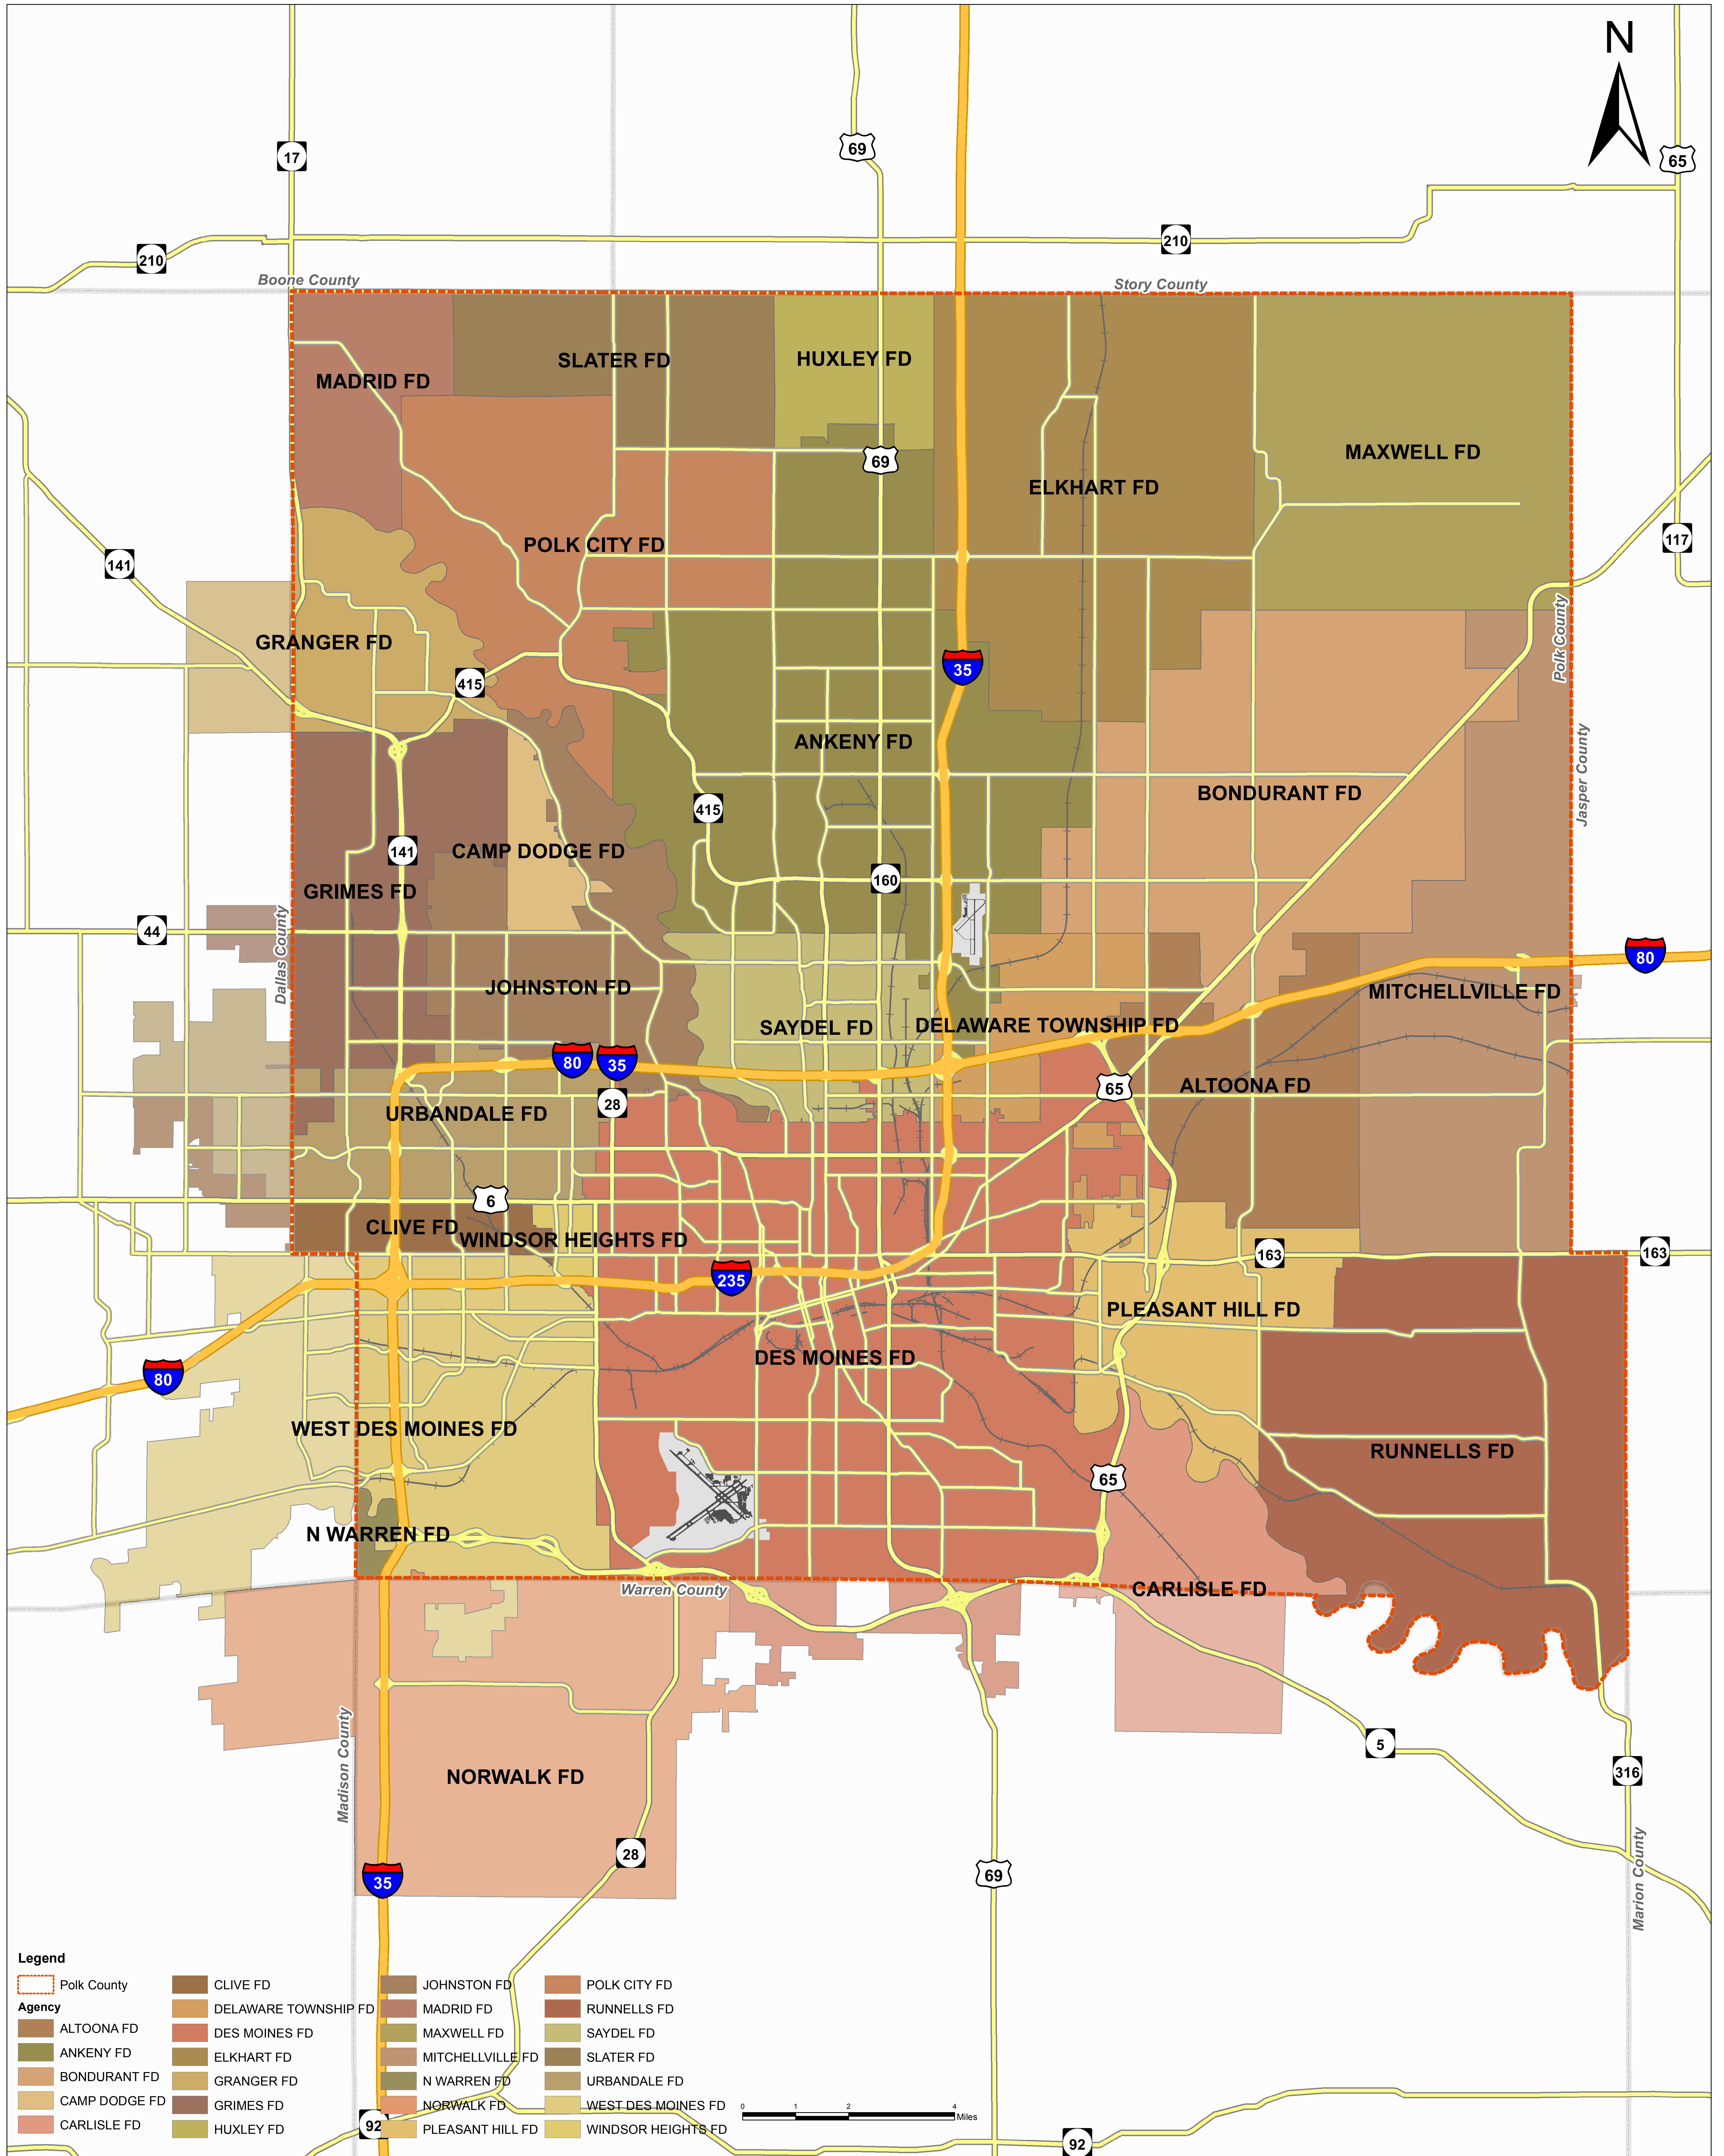 N
17
69
65
210
210
Boone County
Story County
SLATER FD
HUXLEY FD
MADRID FD
MAXWELL FD
69
ELKHART FD
117
POLK CITY FD
141
Polk County
GRANGER FD
35
415
ANKENY FD
Jasper County
BONDURANT FD
415
141
CAMP DODGE FD
160
GRIMES FD
44
Dallas County
80
JOHNSTON FD
MITCHELLVILLE FD
SAYDEL FD
DELAWARE TOWNSHIP FD
80
35
65
ALTOONA FD
28
URBANDALE FD
6
CLIVE FD
WINDSOR HEIGHTS FD
163
163
235
PLEASANT HILL FD
DES MOINES FD
80
WEST DES MOINES FD
RUNNELLS FD
65
N WARREN FD
Warren County
CARLISLE FD
Madison County
5
316
NORWALK FD
28
69
35
Marion County
Legend
Polk County
Agency
ALTOONA FD
ANKENY FD
BONDURANT FD
CAMP DODGE FD
CARLISLE FD
CLIVE FD
DELAWARE TOWNSHIP FD
DES MOINES FD
ELKHART FD
GRANGER FD
GRIMES FD
HUXLEY FD
JOHNSTON FD
MADRID FD
MAXWELL FD
MITCHELLVILLE FD
N WARREN FD
NORWALK FD
PLEASANT HILL FD
POLK CITY FD
RUNNELLS FD
SAYDEL FD
SLATER FD
URBANDALE FD
WEST DES MOINES FD
WINDSOR HEIGHTS FD
0 1 2 4
Miles
92
92